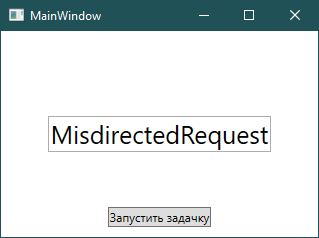 MainWindow
MisdirectedRequest
Запустить задачку